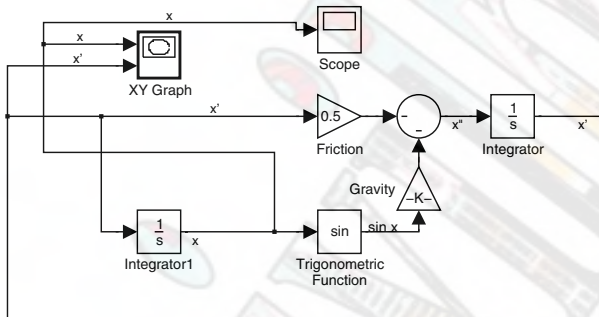 x
x
x'
XY Graph
Scope
x'
0.5
Friction
-
-
x"
1
s
Integrator
x'
Gravity
-K-
1
s
x
Integrator1
sin
sin x
Trigonometric
Function